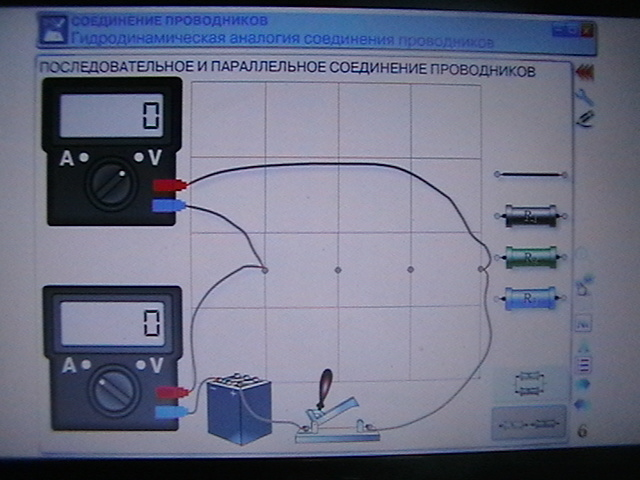 СОЕДИНЕНИЕ ПРОВОДНИКОВ
Гидродинамическая аналогия соединения проводников
ПОСЛЕДОВАТЕЛЬНОЕ И ПАРАЛЛЕЛЬНОЕ СОЕДИНЕНИЕ ПРОВОДНИКОВ
0
A V
0
A V
6